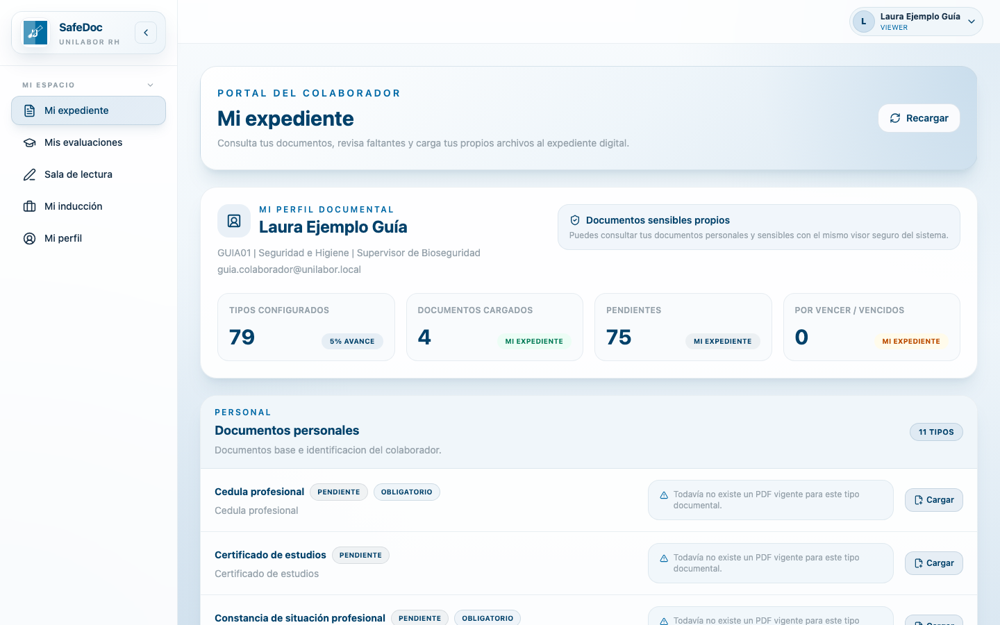 SafeDoc
UNILABOR RH
L
Laura Ejemplo Guía
VIEWER
MI ESPACIO
Mi expediente
Mis evaluaciones
Sala de lectura
Mi inducción
Mi perfil
PORTAL DEL COLABORADOR
Mi expediente
Consulta tus documentos, revisa faltantes y carga tus propios archivos al expediente digital.
Recargar
MI PERFIL DOCUMENTAL
Laura Ejemplo Guía
GUIA01 | Seguridad e Higiene | Supervisor de Bioseguridad
guia.colaborador@unilabor.local
Documentos sensibles propios
Puedes consultar tus documentos personales y sensibles con el mismo visor seguro del sistema.
TIPOS CONFIGURADOS
79
5% AVANCE
DOCUMENTOS CARGADOS
4
MI EXPEDIENTE
PENDIENTES
75
MI EXPEDIENTE
POR VENCER / VENCIDOS
0
MI EXPEDIENTE
PERSONAL
Documentos personales
Documentos base e identificacion del colaborador.
11 TIPOS
Cedula profesional PENDIENTE OBLIGATORIO
Cedula profesional
Todavía no existe un PDF vigente para este tipo
documental.
Cargar
Certificado de estudios PENDIENTE
Certificado de estudios
Todavía no existe un PDF vigente para este tipo
documental.
Cargar
Constancia de situación profesional PENDIENTE OBLIGATORIO
Todavía no existe un PDF vigente para este tipo
Cargar